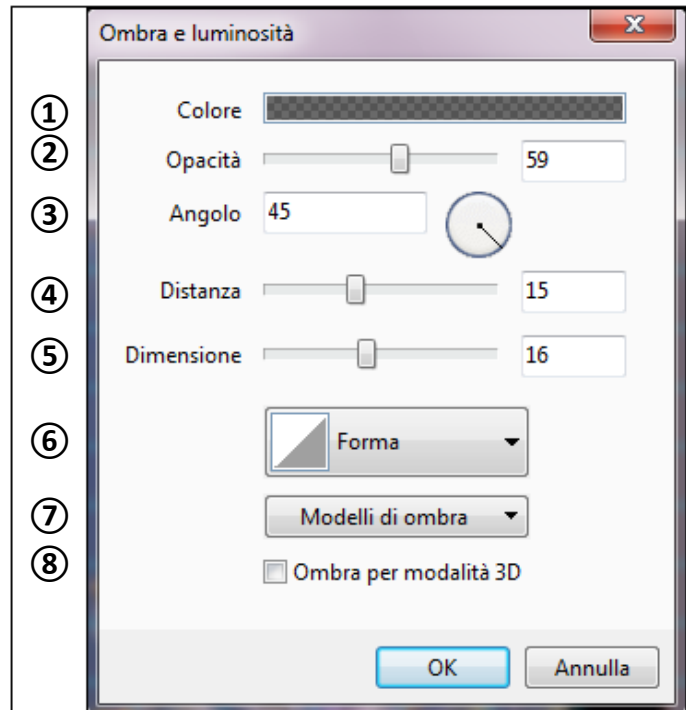 Ombra e luminosità
① Colore
② Opacità 59
③ Angolo 45
④ Distanza 15
⑤ Dimensione 16
⑥ Forma
⑦ Modelli di ombra
⑧ Ombra per modalità 3D
OK Annulla